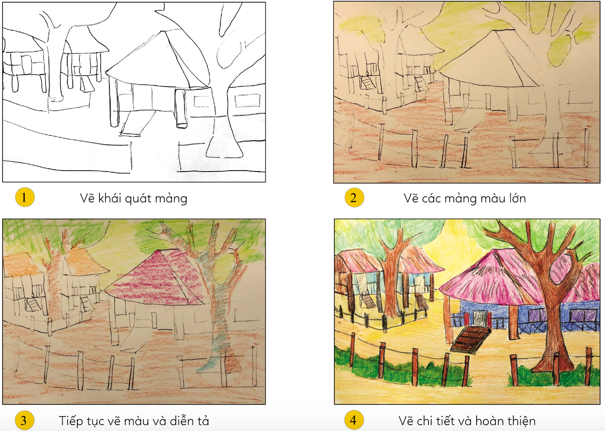 1 Vẽ khái quát mảng
2 Vẽ các mảng màu lớn
3 Tiếp tục vẽ màu và diễn tả
4 Vẽ chi tiết và hoàn thiện